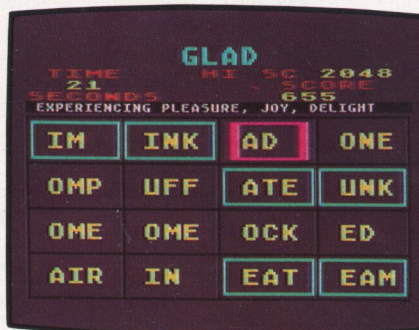 GLAD
TIME HI SC 2048
21 SCORE
SECONDS 655
EXPERIENCING PLEASURE, JOY, DELIGHT
IM INK AD ONE
OMP UFF ATE UNK
OME OME OCK ED
AIR IN EAT EAM